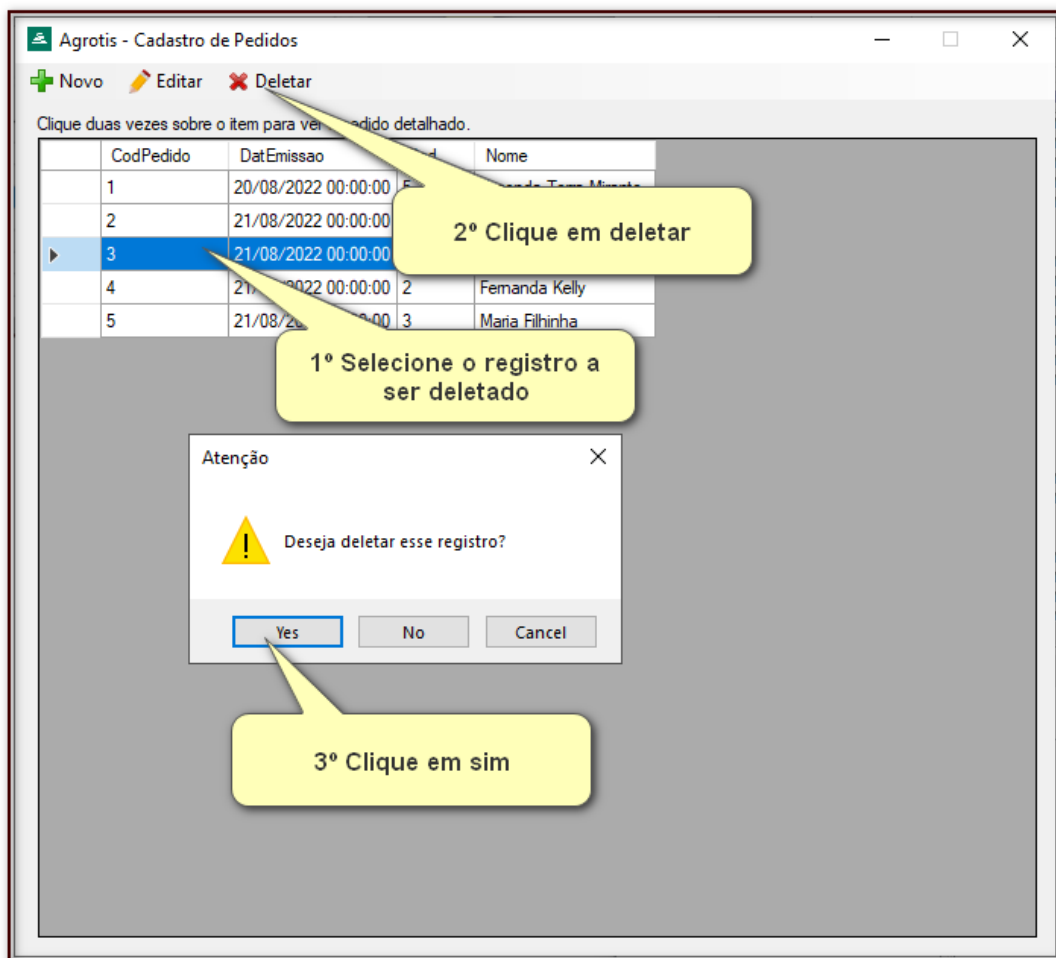 Agrotis - Cadastro de Pedidos
Novo Editar Deletar
Clique duas vezes sobre o item para ver pedido detalhado.
CodPedido DatEmissao Nome
1 20/08/2022 00:00:00
2 21/08/2022 00:00:00
3 21/08/2022 00:00:00
4 00:00:00 2 Fernanda Kelly
5 3 Maria Filhinha
2º Clique em deletar
1º Selecione o registro a
ser deletado
Atenção
Deseja deletar esse registro?
Yes No Cancel
3º Clique em sim